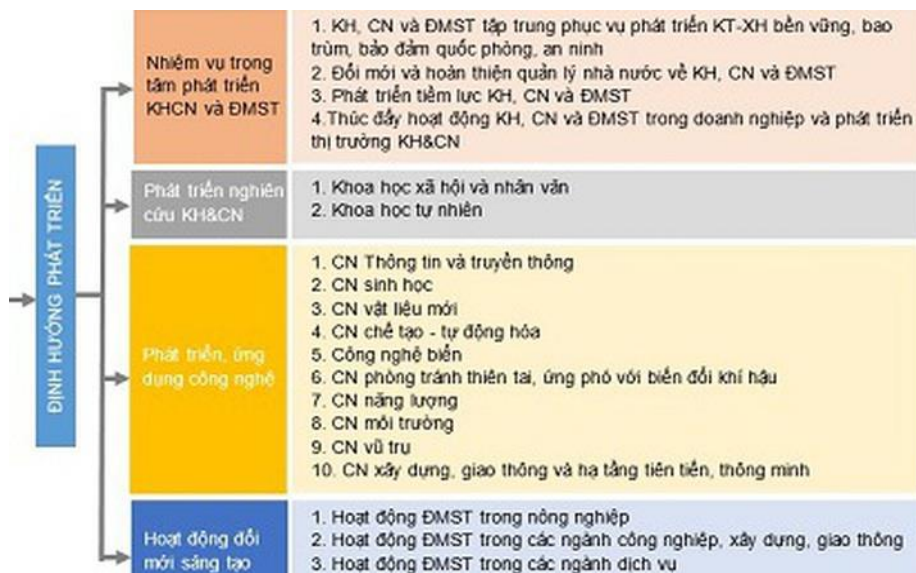 ĐỊNH HƯỚNG PHÁT TRIỂN
Nhiệm vụ trọng
tâm phát triển
KHCN và ĐMST
1. KH, CN và ĐMST tập trung phục vụ phát triển KT-XH bền vững, bao
trùm, bảo đảm quốc phòng, an ninh
2. Đổi mới và hoàn thiện quản lý nhà nước về KH, CN và ĐMST
3. Phát triển tiềm lực KH, CN và ĐMST
4.Thúc đẩy hoạt động KH, CN và ĐMST trong doanh nghiệp và phát triển
thị trường KH&CN
Phát triển nghiên
cứu KH&CN
1. Khoa học xã hội và nhân văn
2. Khoa học tự nhiên
Phát triển, ứng
dụng công nghệ
1. CN Thông tin và truyền thông
2. CN sinh học
3. CN vật liệu mới
4. CN chế tạo - tự động hóa
5. Công nghệ biển
6. CN phòng tránh thiên tai, ứng phó với biến đổi khí hậu
7. CN năng lượng
8. CN môi trường
9. CN vũ trụ
10. CN xây dựng, giao thông và hạ tầng tiên tiến, thông minh
Hoạt động đổi
mới sáng tạo
1. Hoạt động ĐMST trong nông nghiệp
2. Hoạt động ĐMST trong các ngành công nghiệp, xây dựng, giao thông
3. Hoạt động ĐMST trong các ngành dịch vụ